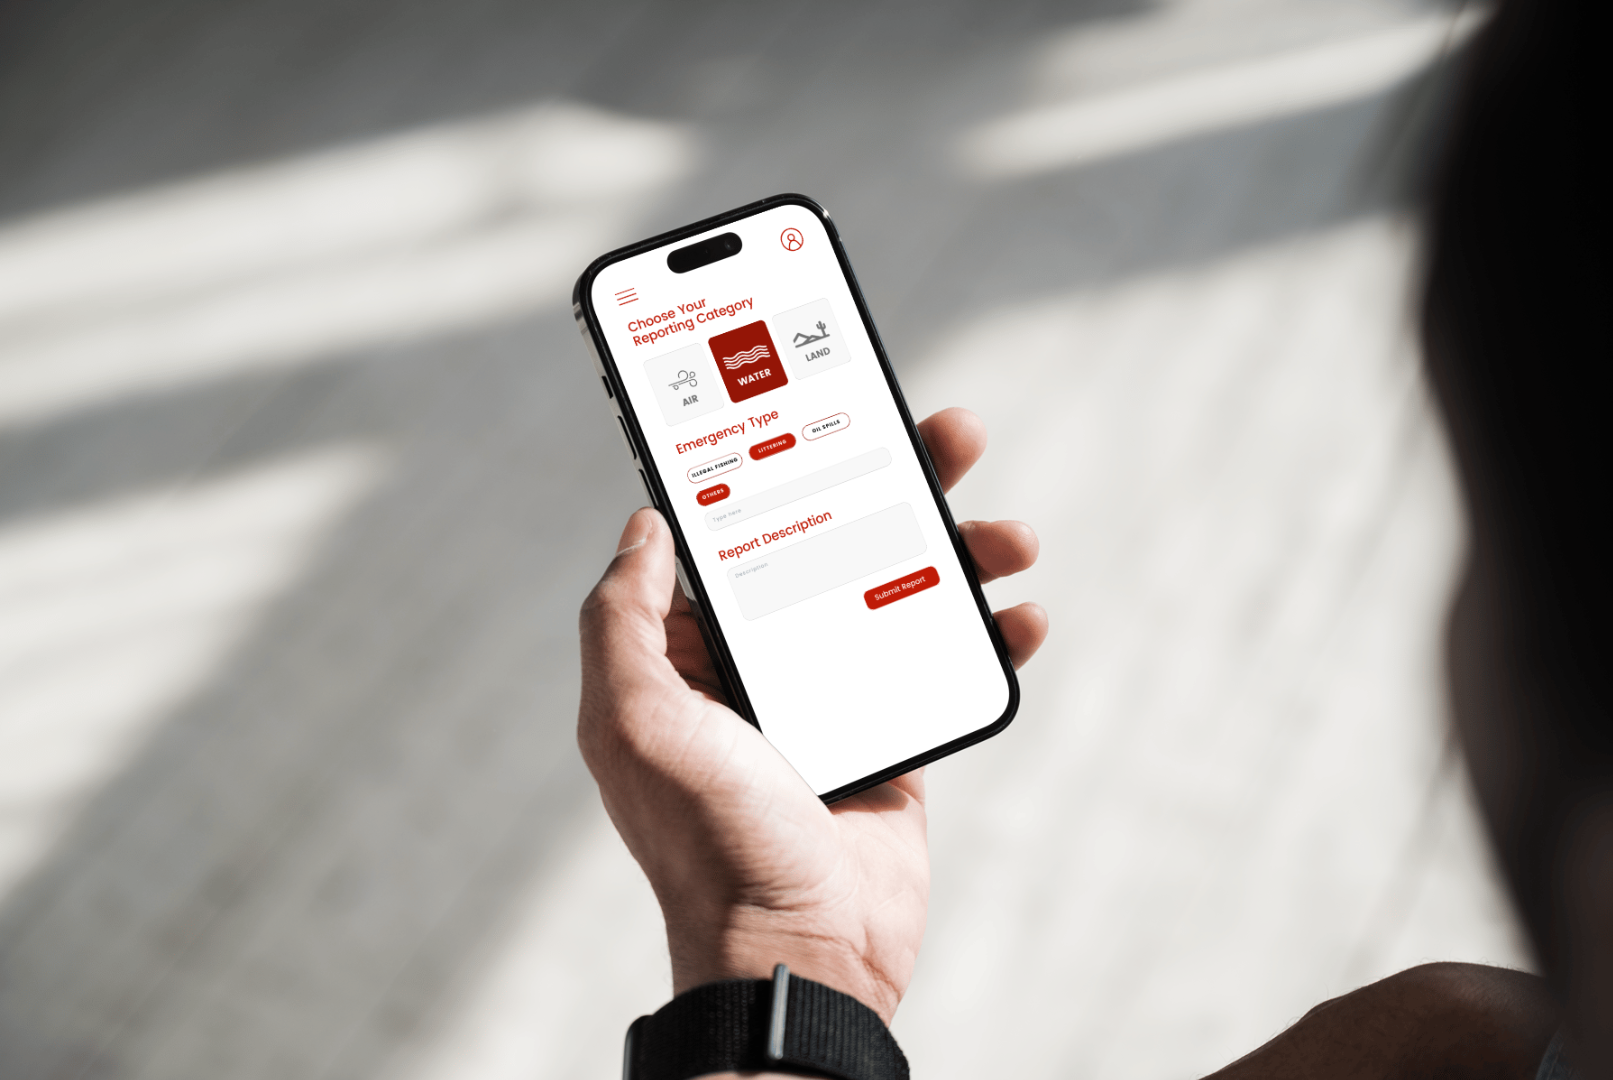 Choose Your
Reporting Category
AIR
WATER
LAND
Emergency Type
ILLEGAL FISHING
LITTERING
OIL SPILLS
OTHERS
Type here
Report Description
Description
Submit Report